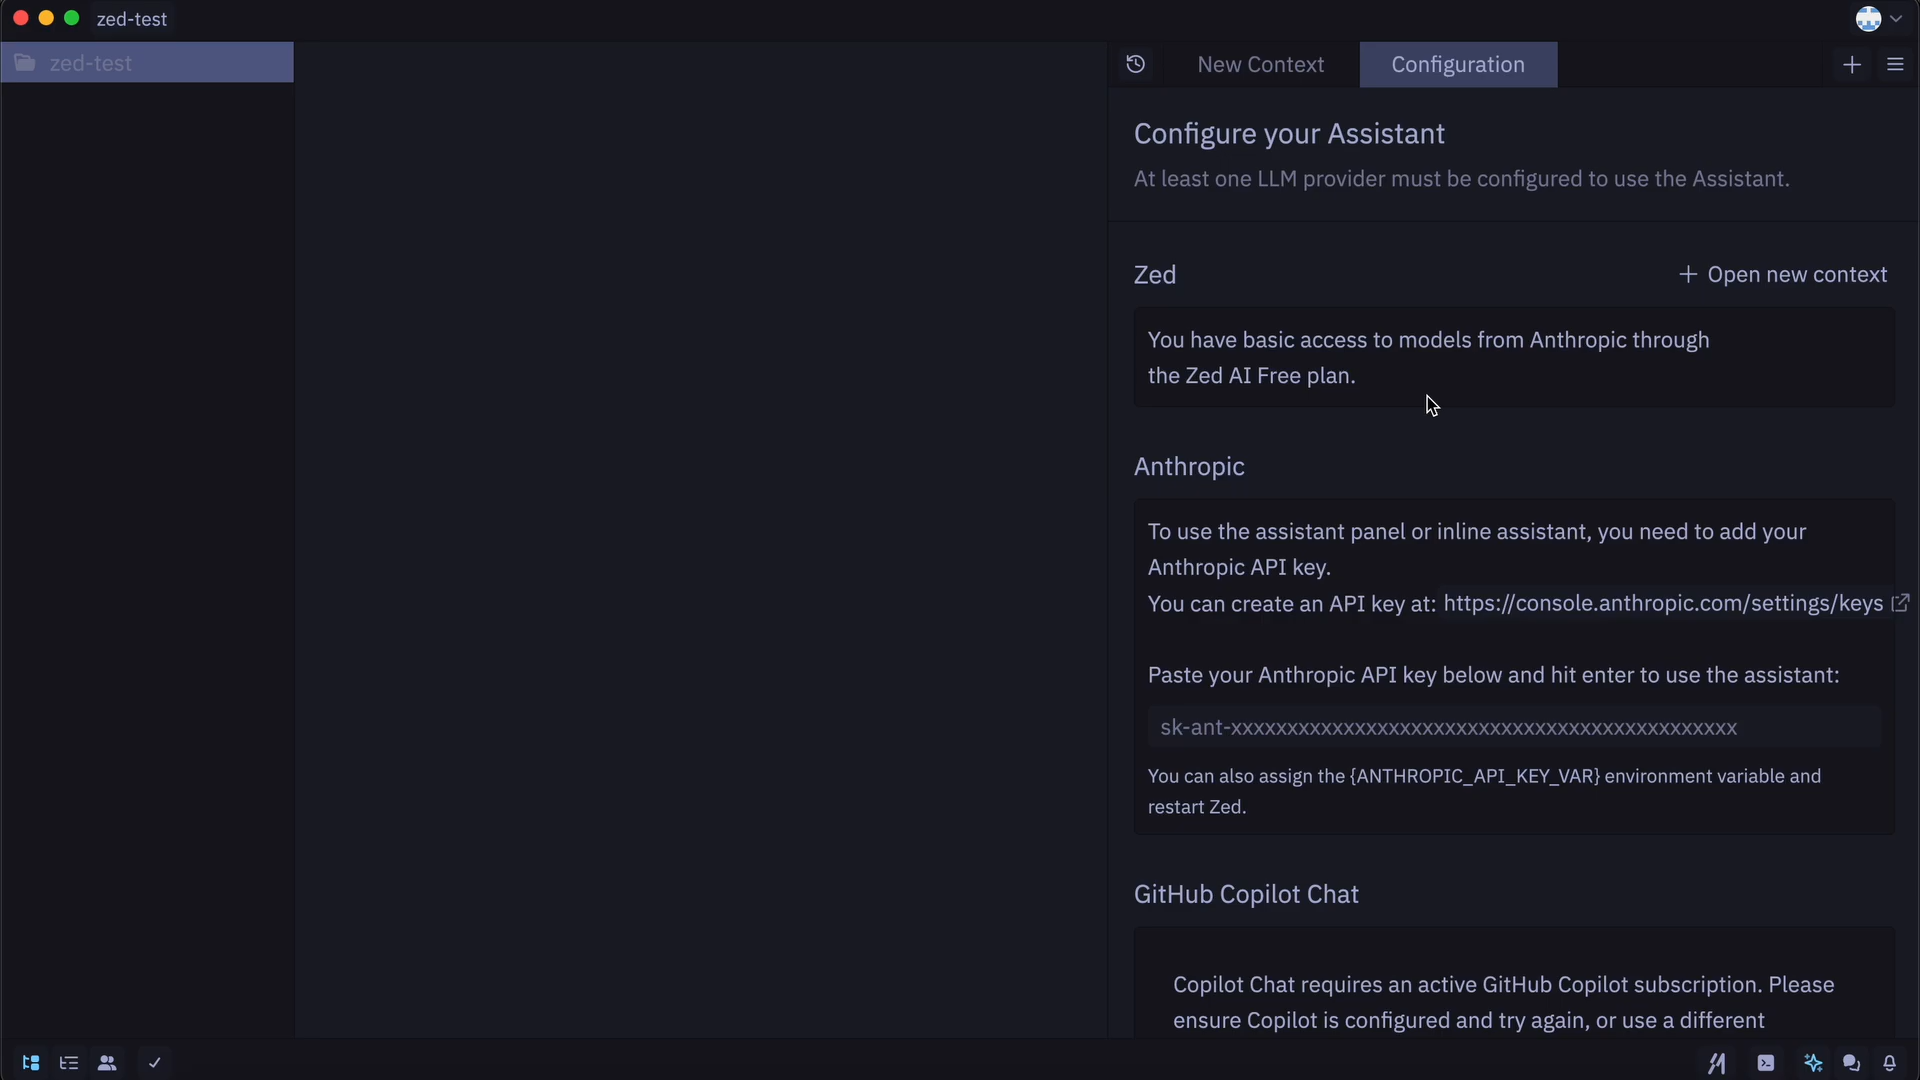 zed-test
zed-test
New Context
Configuration
Configure your Assistant
At least one LLM provider must be configured to use the Assistant.
Zed
Open new context
You have basic access to models from Anthropic through
the Zed AI Free plan.
Anthropic
To use the assistant panel or inline assistant, you need to add your
Anthropic API key.
You can create an API key at: https://console.anthropic.com/settings/keys
Paste your Anthropic API key below and hit enter to use the assistant:
sk-ant-xxxxxxxxxxxxxxxxxxxxxxxxxxxxxxxxxxxxxxxxxxxxx
You can also assign the {ANTHROPIC_API_KEY_VAR} environment variable and
restart Zed.
GitHub Copilot Chat
Copilot Chat requires an active GitHub Copilot subscription. Please
ensure Copilot is configured and try again, or use a different